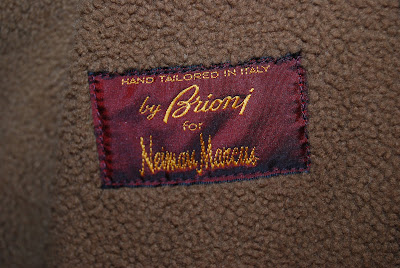 HAND TAILORED IN ITALY
by Brioni
for
Neiman Marcus